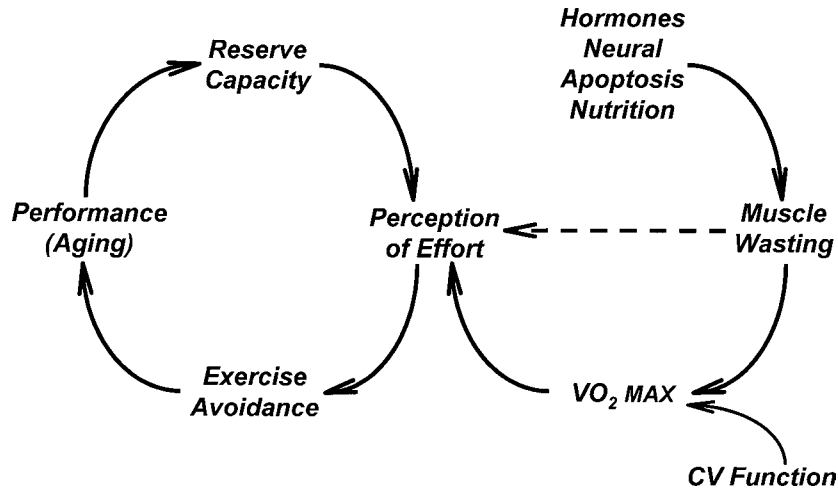 Reserve
Capacity
Hormones
Neural
Apoptosis
Nutrition
Performance
(Aging)
Perception
of Effort
Muscle
Wasting
Exercise
Avoidance
VO₂ MAX
CV Function